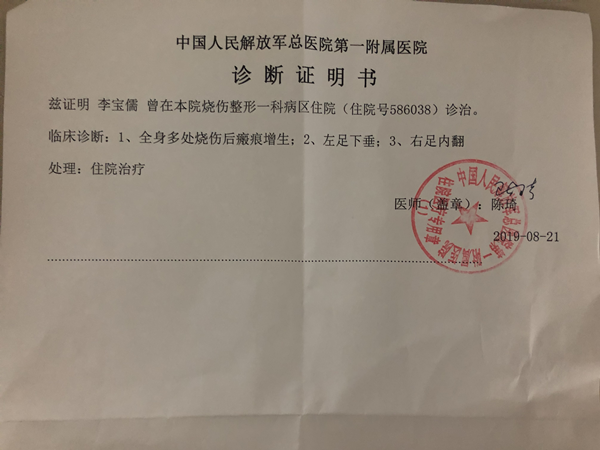 中国人民解放军总医院第一附属医院
诊断证明书
兹证明 李宝儒 曾在本院烧伤整形一科病区住院（住院号586038）诊治。
临床诊断：1、全身多处烧伤后瘢痕增生；2、左足下垂；3、右足内翻
处理：住院治疗
医师（盖章）：陈琦
2019-08-21